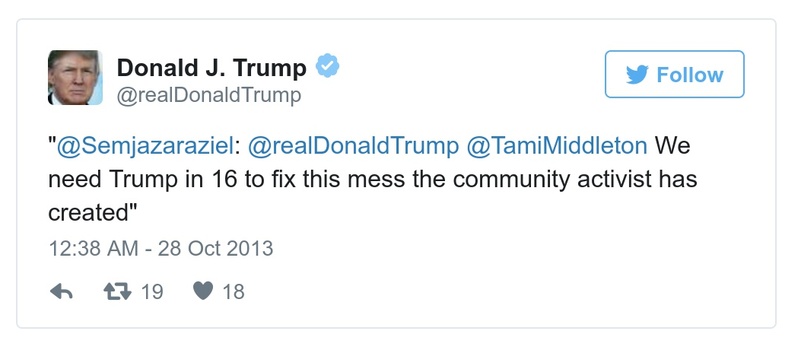 Donald J. Trump
@realDonaldTrump
Follow
"@Semjazaraziel: @realDonaldTrump @TamiMiddleton We
need Trump in 16 to fix this mess the community activist has
created"
12:38 AM - 28 Oct 2013
19 18